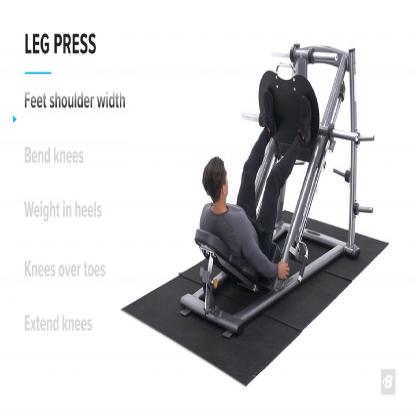 LEG PRESS
Feet shoulder width
Bend knees
Weight in heels
Knees over toes
Extend knees
B